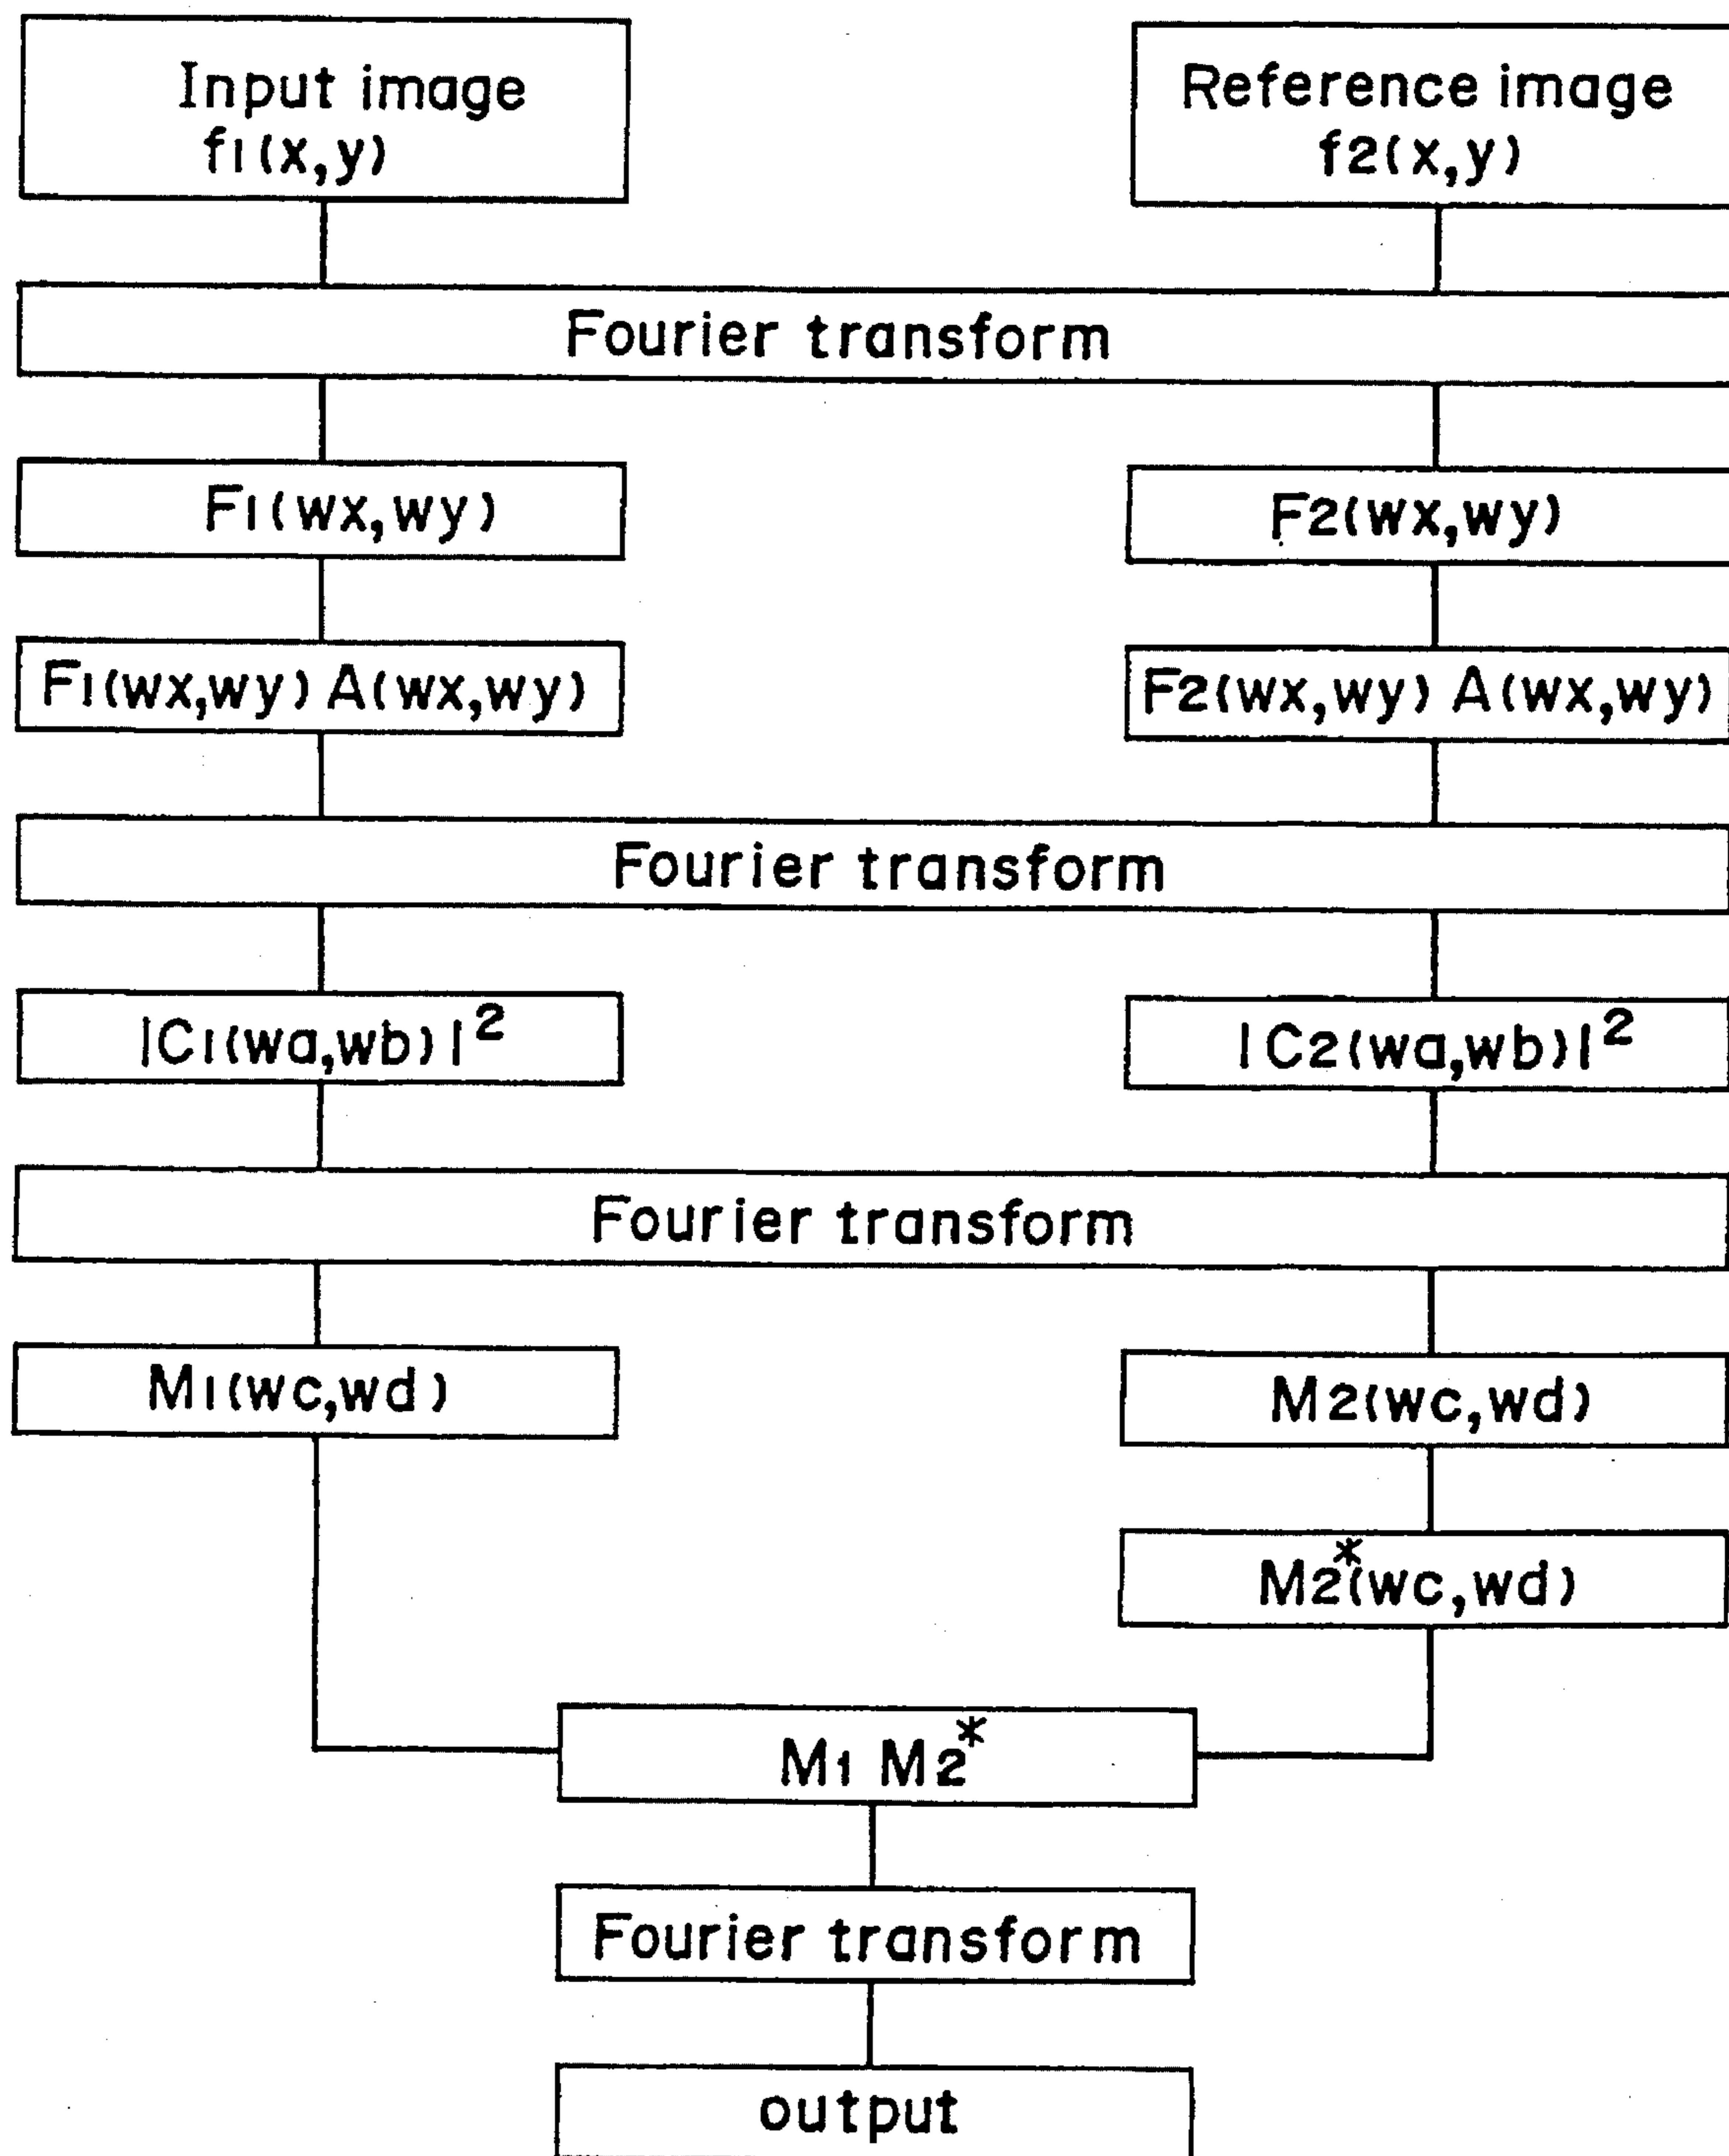 Input image
f1(x,y)
Reference image
f2(x,y)
Fourier transform
F1(wx,wy)
F2(wx,wy)
F1(wx,wy) A(wx,wy)
F2(wx,wy) A(wx,wy)
Fourier transform
|C1(wa,wb)|²
|C2(wa,wb)|²
Fourier transform
M1(wc,wd)
M2(wc,wd)
M2*(wc,wd)
M1 M2*
Fourier transform
output